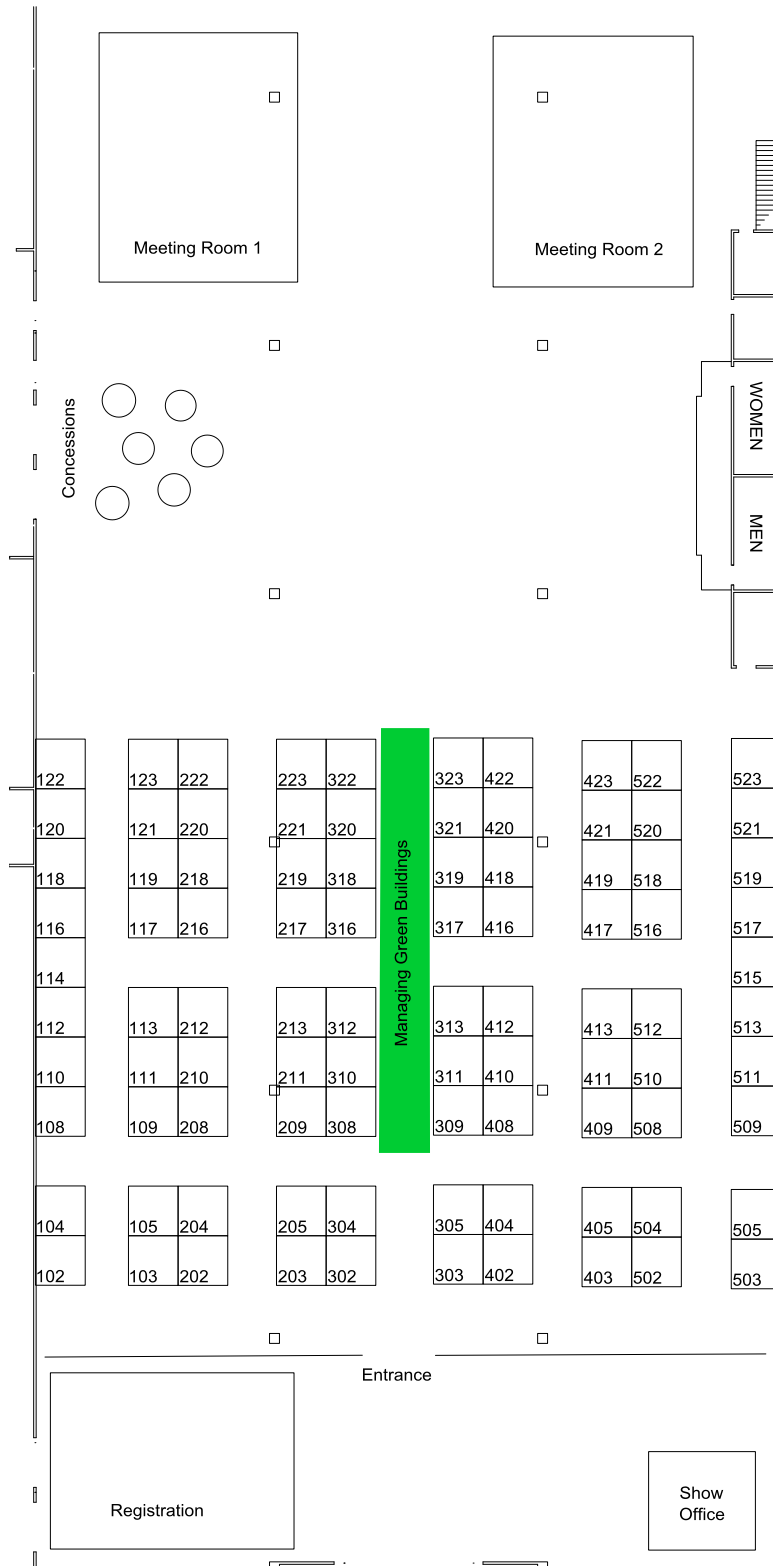 Meeting Room 1
Meeting Room 2
Concessions
WOMEN
MEN
122 123 222 223 322 323 422 423 522 523
120 121 220 221 320 321 420 421 520 521
118 119 218 219 318 319 418 419 518 519
116 117 216 217 316 317 416 417 516 517
Managing Green Buildings
114 515
112 113 212 213 312 313 412 413 512 513
110 111 210 211 310 311 410 411 510 511
108 109 208 209 308 309 408 409 508 509
104 105 204 205 304 305 404 405 504 505
102 103 202 203 302 303 402 403 502 503
Entrance
Registration
Show
Office